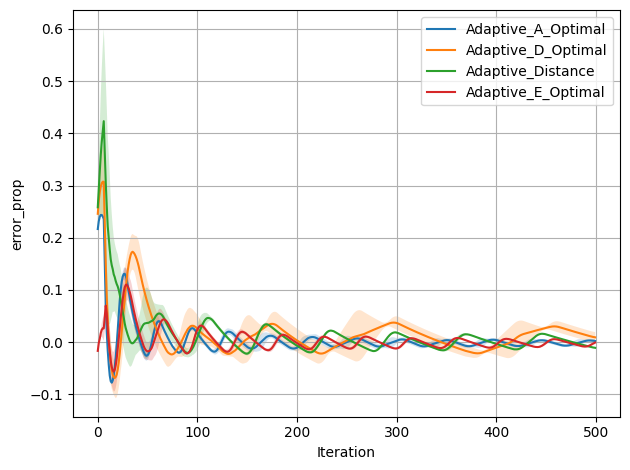 0.6
0.5
0.4
0.3
0.2
0.1
0.0
−0.1
error_prop
Adaptive_A_Optimal
Adaptive_D_Optimal
Adaptive_Distance
Adaptive_E_Optimal
0 100 200 300 400 500
Iteration